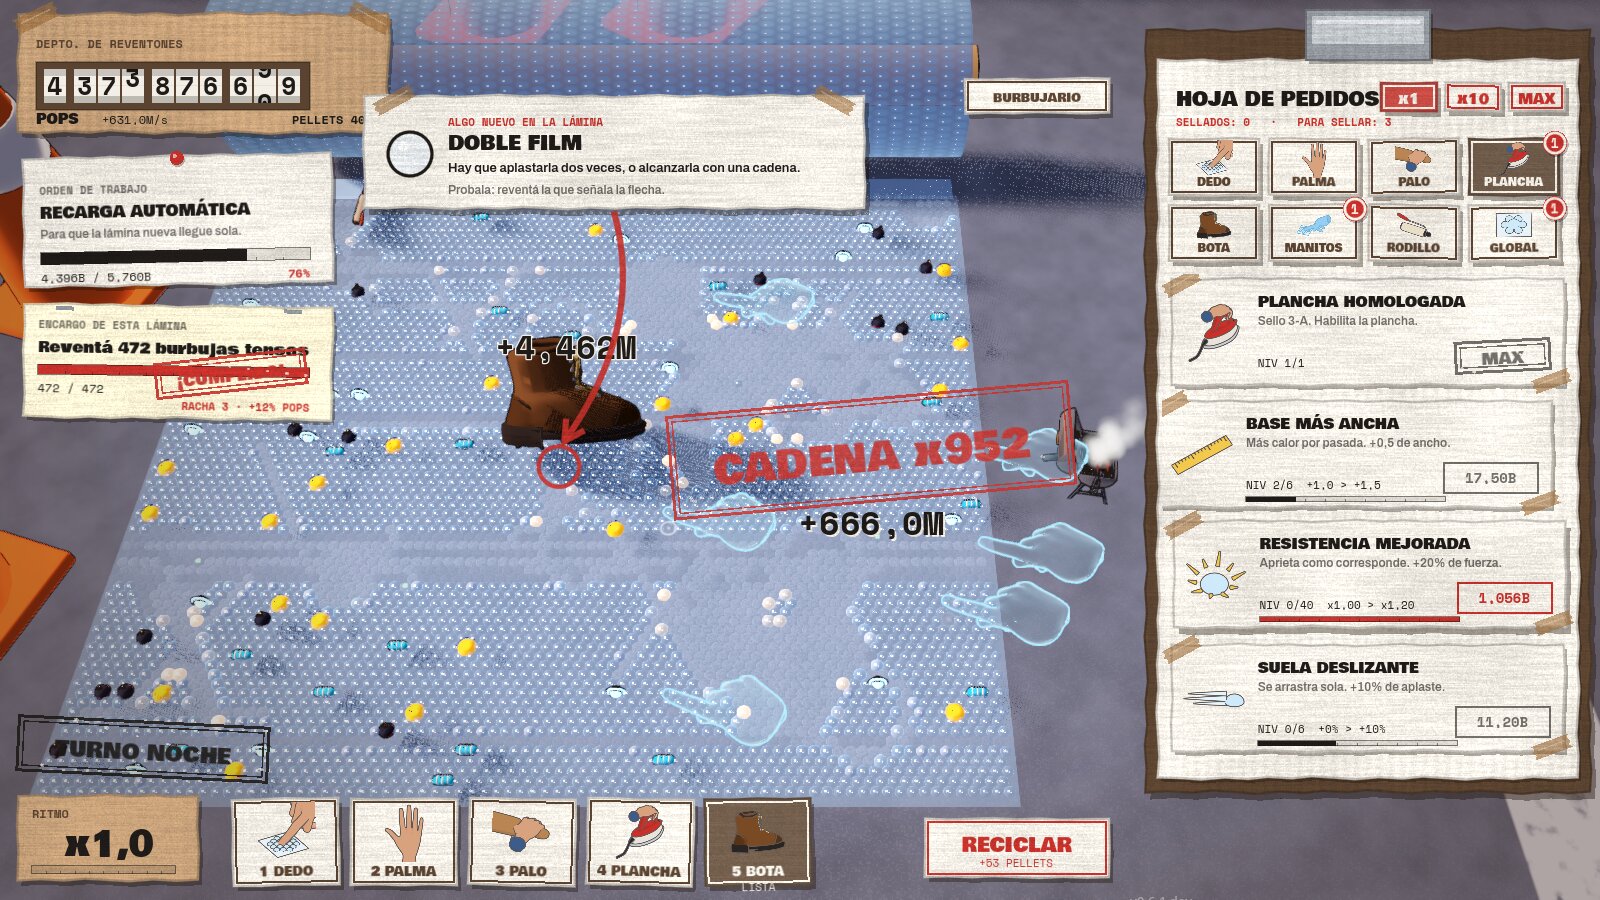 DEPTO. DE REVENTONES
POPS +631.0M/s PELLETS 40
ORDEN DE TRABAJO
RECARGA AUTOMÁTICA
Para que la lámina nueva llegue sola.
4.396B / 5.760B 76%
ENCARGO DE ESTA LÁMINA
Reventá 472 burbujas tensas
472 / 472
RACHA 3 · +12% POPS
ALGO NUEVO EN LA LÁMINA
DOBLE FILM
Hay que aplastarla dos veces, o alcanzarla con una cadena.
Probala: reventá la que señala la flecha.
BURBUJARIO
+4,462M
CADENA x952
+666,0M
TURNO NOCHE
RITMO
x1,0
1 DEDO
2 PALMA
3 PALO
4 PLANCHA
5 BOTA
LISTA
RECICLAR
+53 PELLETS
HOJA DE PEDIDOS x1 x10 MAX
SELLADOS: 0 · PARA SELLAR: 3
DEDO PALMA PALO PLANCHA 1
BOTA MANITOS 1 RODILLO GLOBAL 1
PLANCHA HOMOLOGADA
Sello 3-A. Habilita la plancha.
NIV 1/1
MAX
BASE MÁS ANCHA
Más calor por pasada. +0,5 de ancho.
NIV 2/6 +1.0 > +1.5
17,50B
RESISTENCIA MEJORADA
Aprieta como corresponde. +20% de fuerza.
NIV 0/40 x1,00 > x1,20
1,056B
SUELA DESLIZANTE
Se arrastra sola. +10% de aplaste.
NIV 0/6 +0% > +10%
11,20B